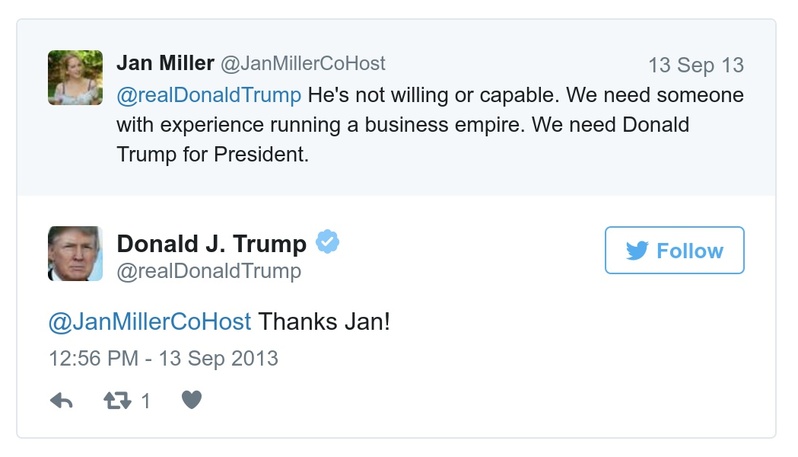 Jan Miller @JanMillerCoHost 13 Sep 13
@realDonaldTrump He's not willing or capable. We need someone
with experience running a business empire. We need Donald
Trump for President.
Donald J. Trump
@realDonaldTrump
Follow
@JanMillerCoHost Thanks Jan!
12:56 PM - 13 Sep 2013
1